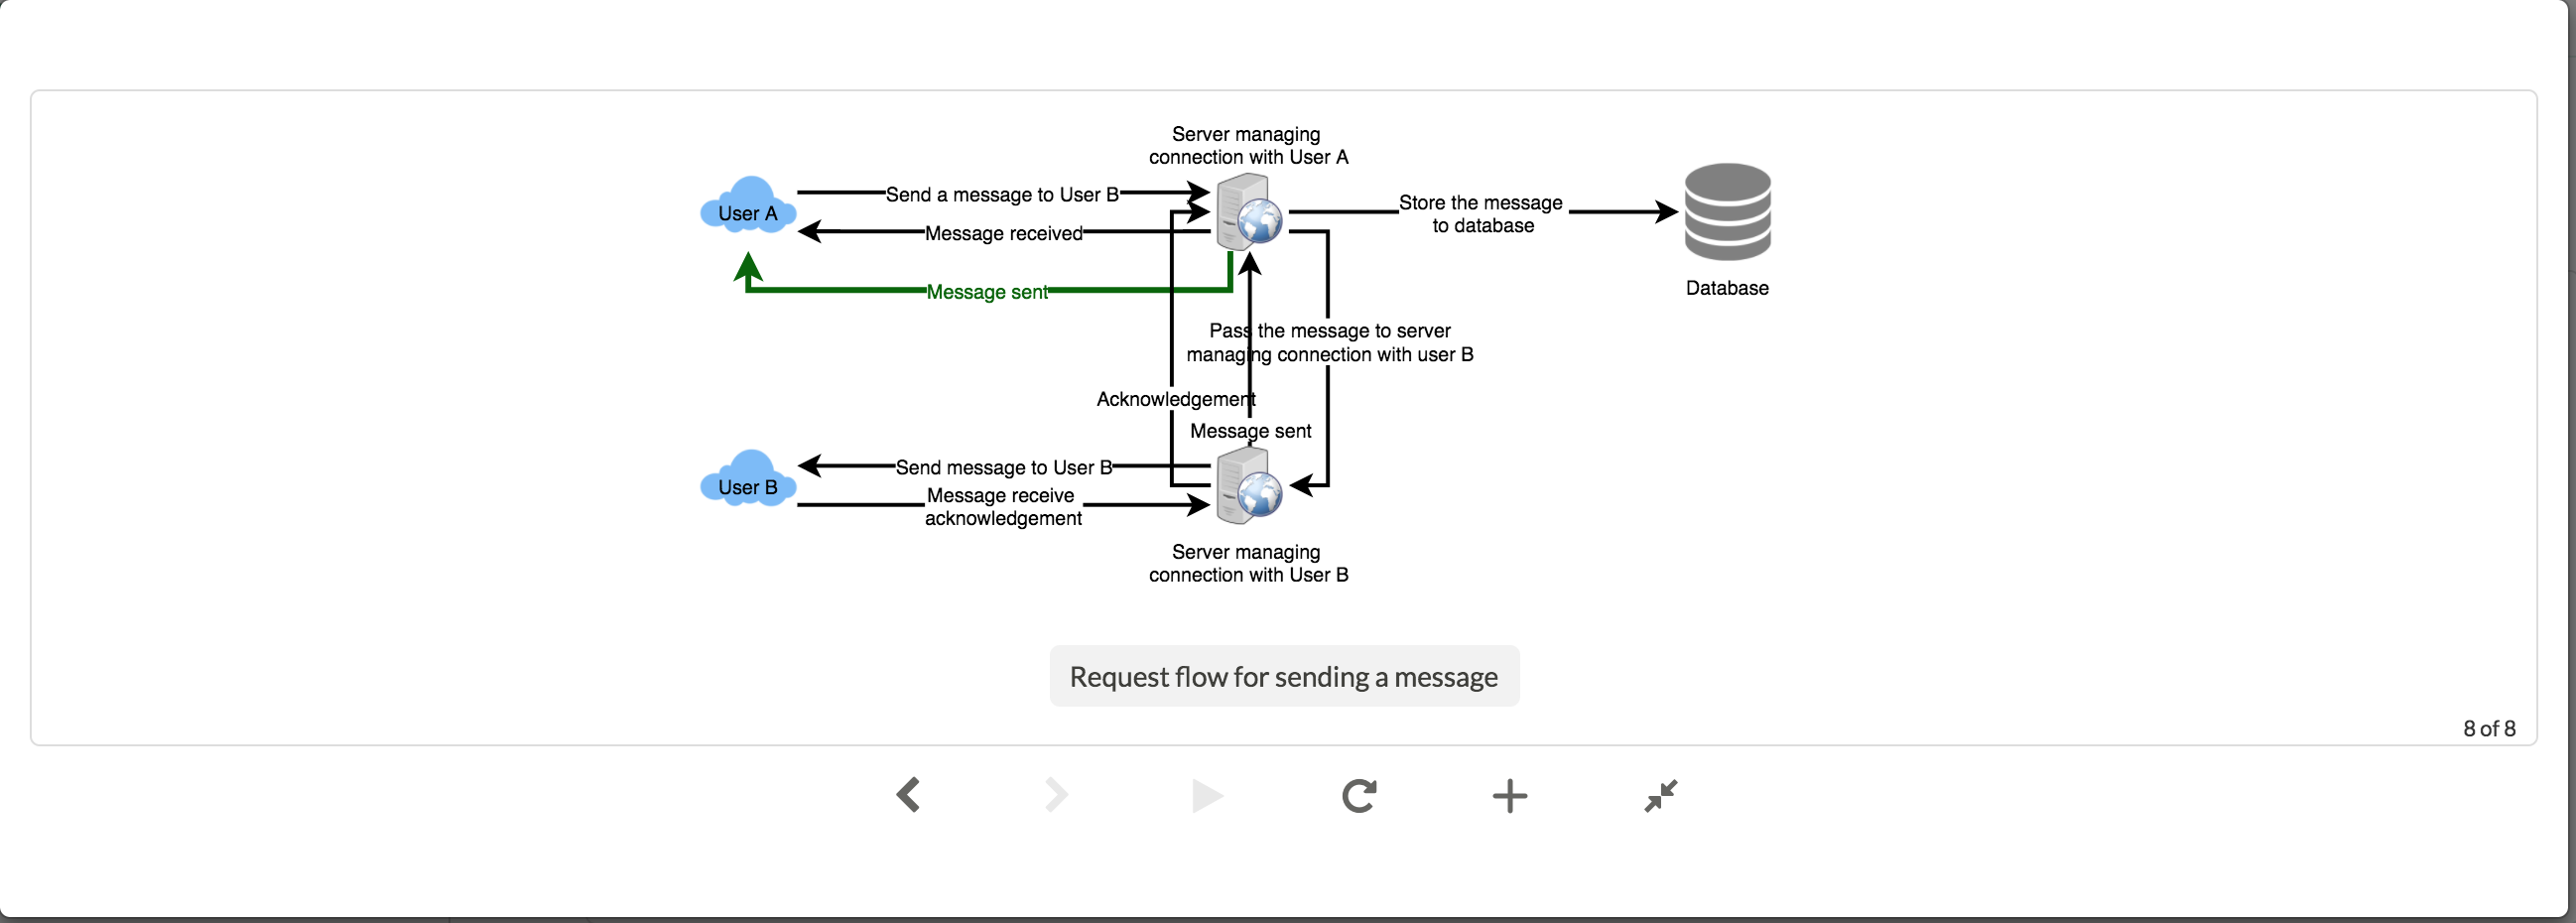 Server managing
connection with User A
User A
Send a message to User B
Message received
Message sent
Store the message
to database
Database
Pass the message to server
managing connection with user B
Acknowledgement
Message sent
User B
Send message to User B
Message receive
acknowledgement
Server managing
connection with User B
Request flow for sending a message
8 of 8